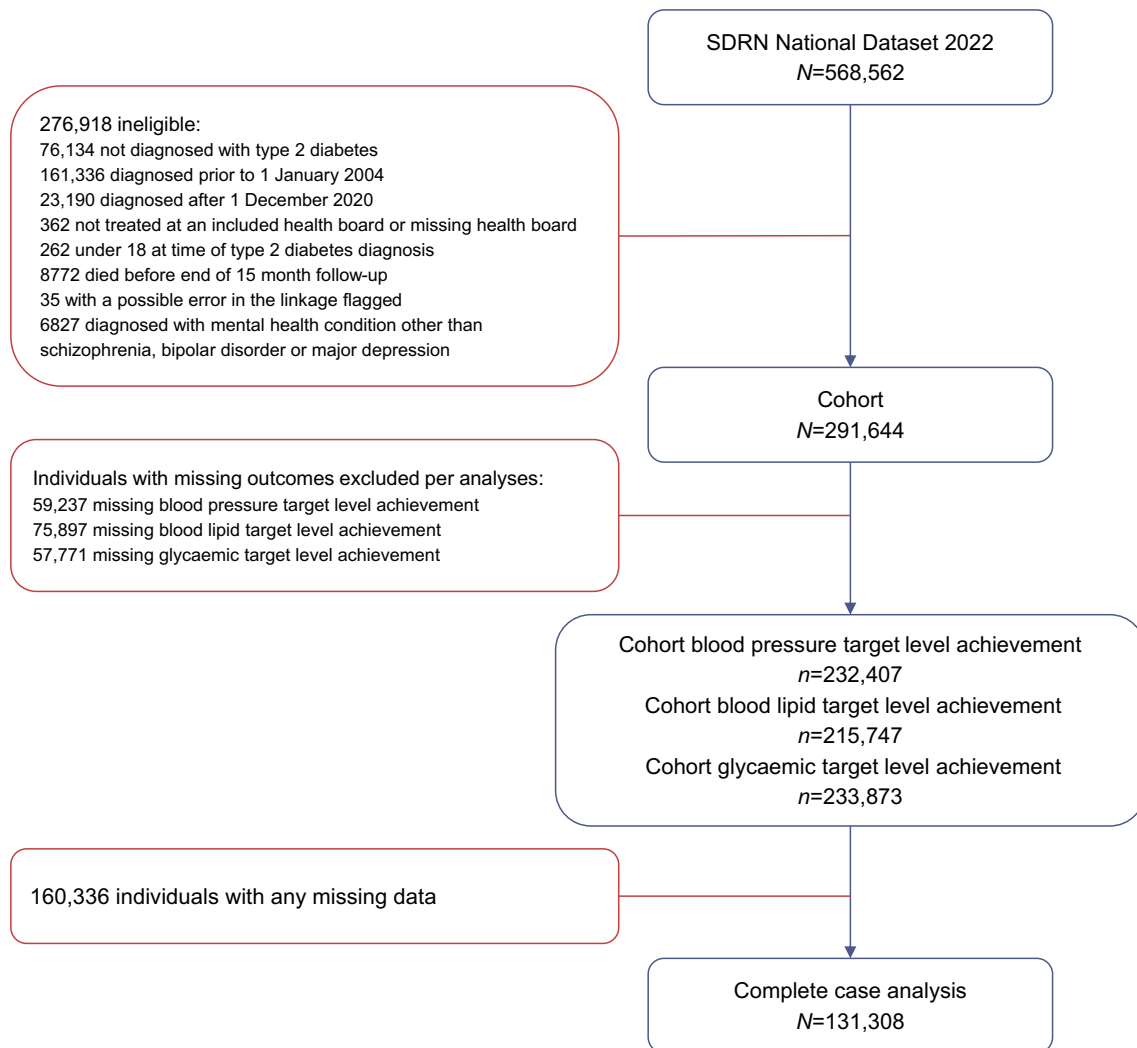 SDRN National Dataset 2022
N=568,562
276,918 ineligible:
76,134 not diagnosed with type 2 diabetes
161,336 diagnosed prior to 1 January 2004
23,190 diagnosed after 1 December 2020
362 not treated at an included health board or missing health board
262 under 18 at time of type 2 diabetes diagnosis
8772 died before end of 15 month follow-up
35 with a possible error in the linkage flagged
6827 diagnosed with mental health condition other than
schizophrenia, bipolar disorder or major depression
Cohort
N=291,644
Individuals with missing outcomes excluded per analyses:
59,237 missing blood pressure target level achievement
75,897 missing blood lipid target level achievement
57,771 missing glycaemic target level achievement
Cohort blood pressure target level achievement
n=232,407
Cohort blood lipid target level achievement
n=215,747
Cohort glycaemic target level achievement
n=233,873
160,336 individuals with any missing data
Complete case analysis
N=131,308